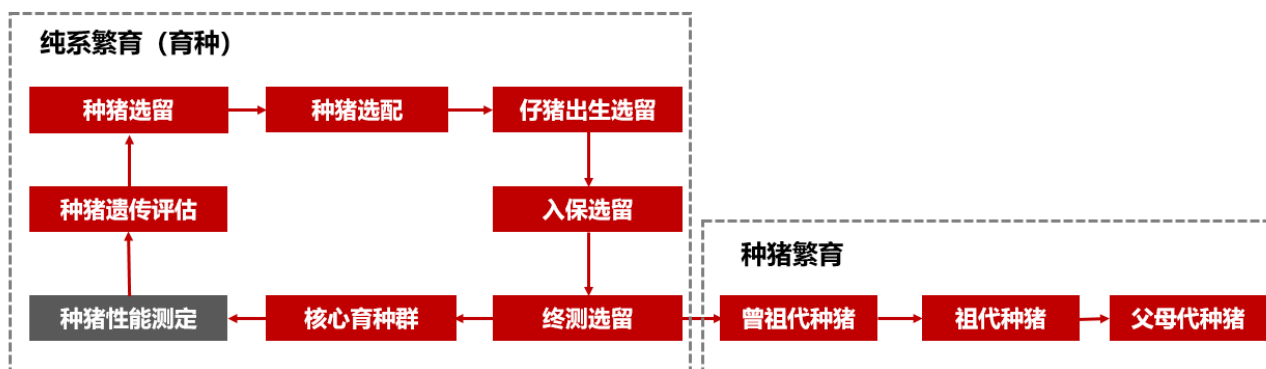 纯系繁育（育种）
种猪选留
种猪选配
仔猪出生选留
种猪遗传评估
入保选留
种猪繁育
种猪性能测定
核心育种群
终测选留
曾祖代种猪
祖代种猪
父母代种猪